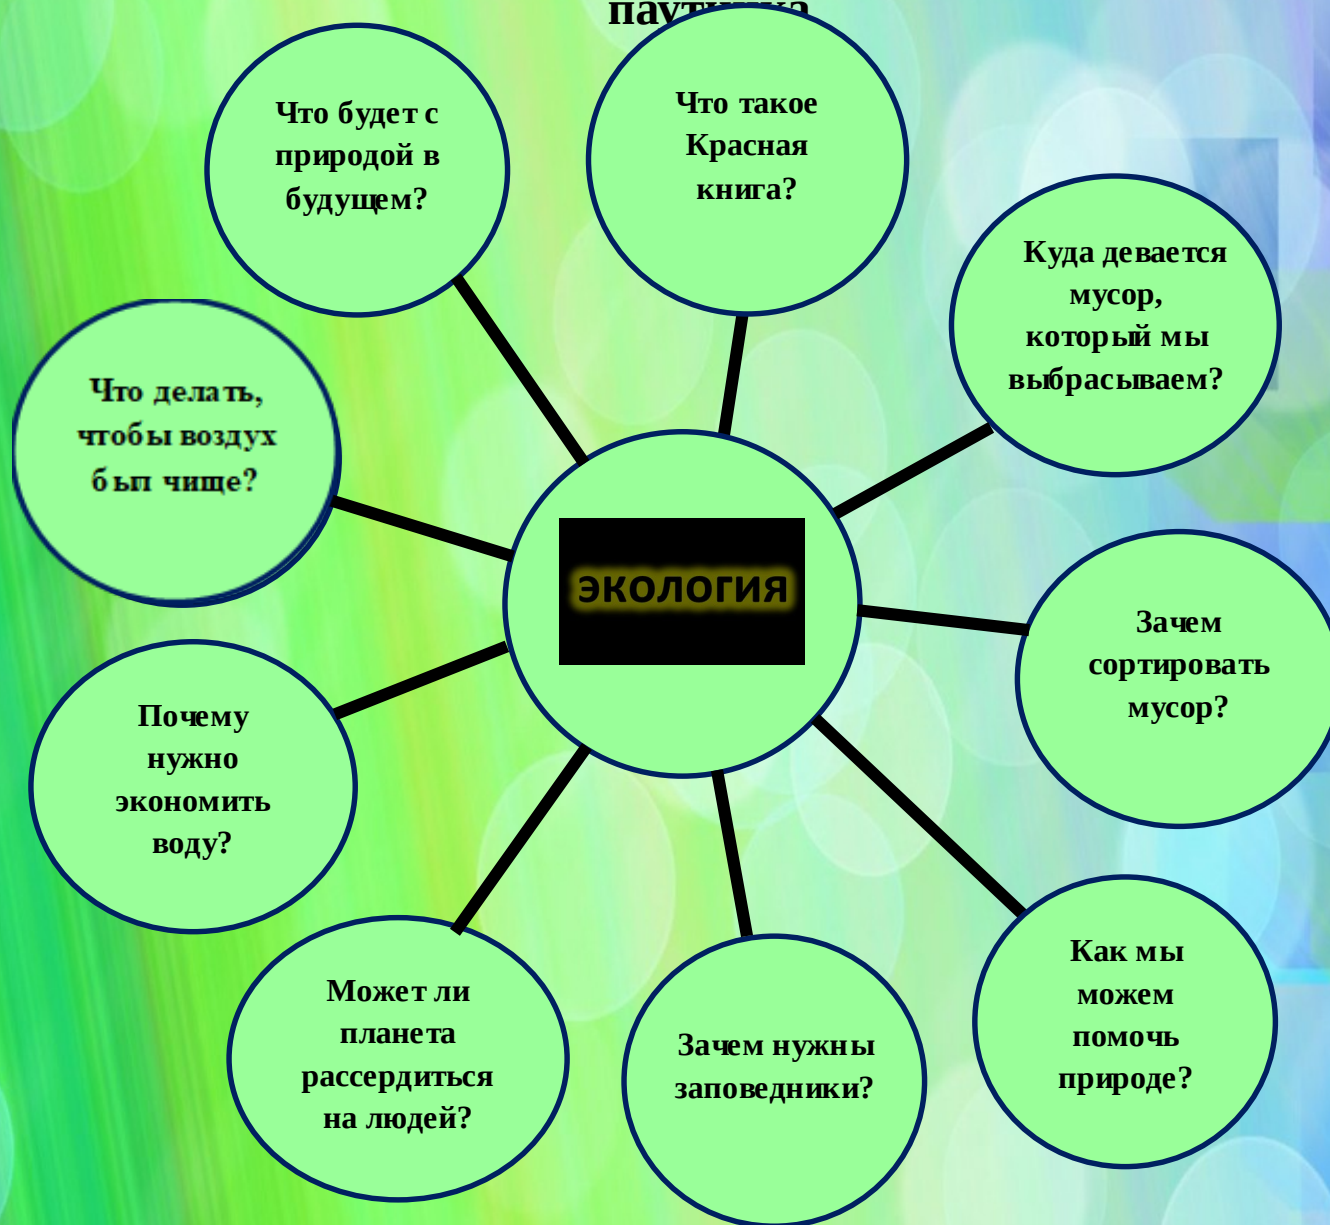 паутинка
Что будет с
природой в
будущем?
Что такое
Красная
книга?
Куда девается
мусор,
который мы
выбрасываем?
Что делать,
чтобы воздух
был чище?
ЭКОЛОГИЯ
Зачем
сортировать
мусор?
Почему
нужно
экономить
воду?
Как мы
можем
помочь
природе?
Может ли
планета
рассердиться
на людей?
Зачем нужны
заповедники?